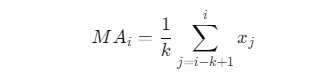 $MA_i = \frac{1}{k} \sum_{j=i-k+1}^{i} x_j$